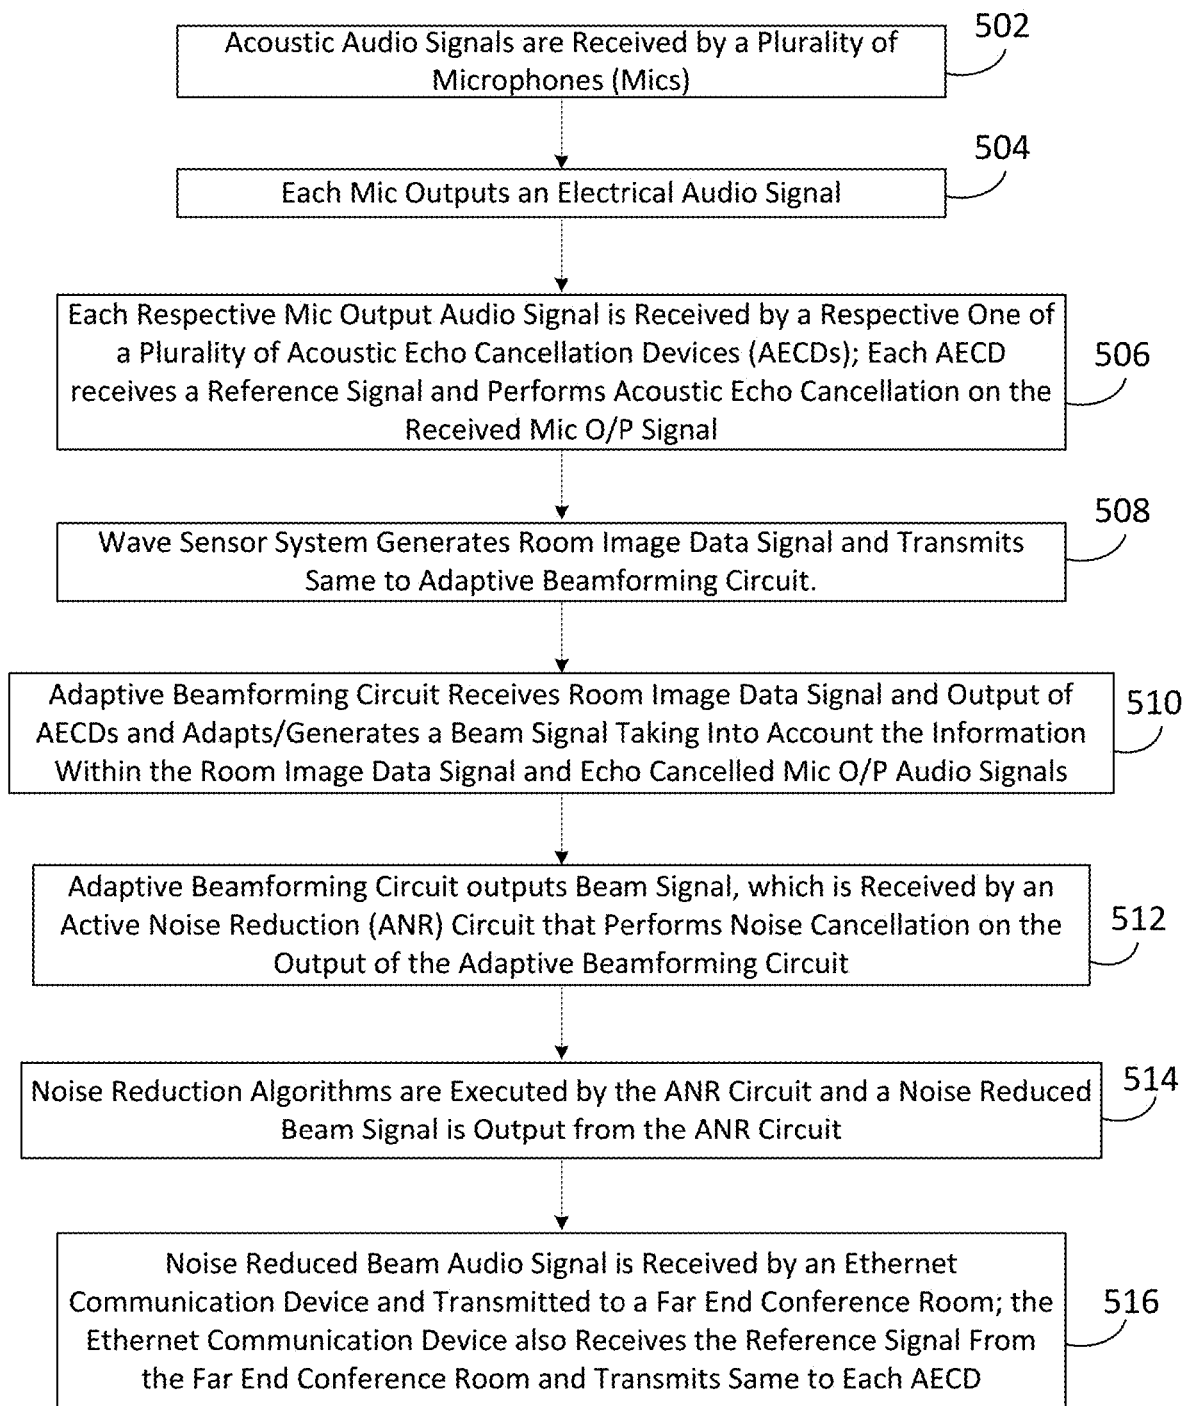 Acoustic Audio Signals are Received by a Plurality of
Microphones (Mics)
502
Each Mic Outputs an Electrical Audio Signal
504
Each Respective Mic Output Audio Signal is Received by a Respective One of
a Plurality of Acoustic Echo Cancellation Devices (AECDs); Each AECD
receives a Reference Signal and Performs Acoustic Echo Cancellation on the
Received Mic O/P Signal
506
Wave Sensor System Generates Room Image Data Signal and Transmits
Same to Adaptive Beamforming Circuit.
508
Adaptive Beamforming Circuit Receives Room Image Data Signal and Output of
AECDs and Adapts/Generates a Beam Signal Taking Into Account the Information
Within the Room Image Data Signal and Echo Cancelled Mic O/P Audio Signals
510
Adaptive Beamforming Circuit outputs Beam Signal, which is Received by an
Active Noise Reduction (ANR) Circuit that Performs Noise Cancellation on the
Output of the Adaptive Beamforming Circuit
512
Noise Reduction Algorithms are Executed by the ANR Circuit and a Noise Reduced
Beam Signal is Output from the ANR Circuit
514
Noise Reduced Beam Audio Signal is Received by an Ethernet
Communication Device and Transmitted to a Far End Conference Room; the
Ethernet Communication Device also Receives the Reference Signal From
the Far End Conference Room and Transmits Same to Each AECD
516